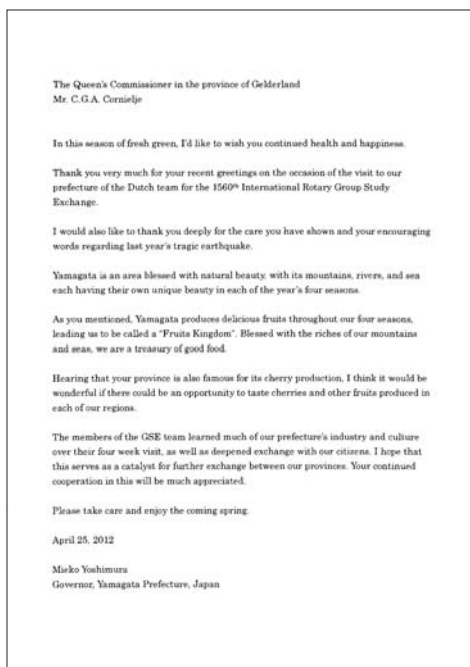 The Queen's Commissioner in the province of Gelderland
Mr. C.G.A. Cornielje
In this season of fresh green, I'd like to wish you continued health and happiness.
Thank you very much for your recent greetings on the occasion of the visit to our
prefecture of the Dutch team for the 1560th International Rotary Group Study
Exchange.
I would also like to thank you deeply for the care you have shown and your encouraging
words regarding last year's tragic earthquake.
Yamagata is an area blessed with natural beauty, with its mountains, rivers, and sea
each having their own unique beauty in each of the year's four seasons.
As you mentioned, Yamagata produces delicious fruits throughout our four seasons,
leading us to be called a "Fruits Kingdom". Blessed with the riches of our mountains
and seas, we are a treasury of good food.
Hearing that your province is also famous for its cherry production, I think it would be
wonderful if there could be an opportunity to taste cherries and other fruits produced in
each of our regions.
The members of the GSE team learned much of our prefecture's industry and culture
over their four week visit, as well as deepened exchange with our citizens. I hope that
this serves as a catalyst for further exchange between our provinces. Your continued
cooperation in this will be much appreciated.
Please take care and enjoy the coming spring.
April 25, 2012
Mieko Yoshimura
Governor, Yamagata Prefecture, Japan